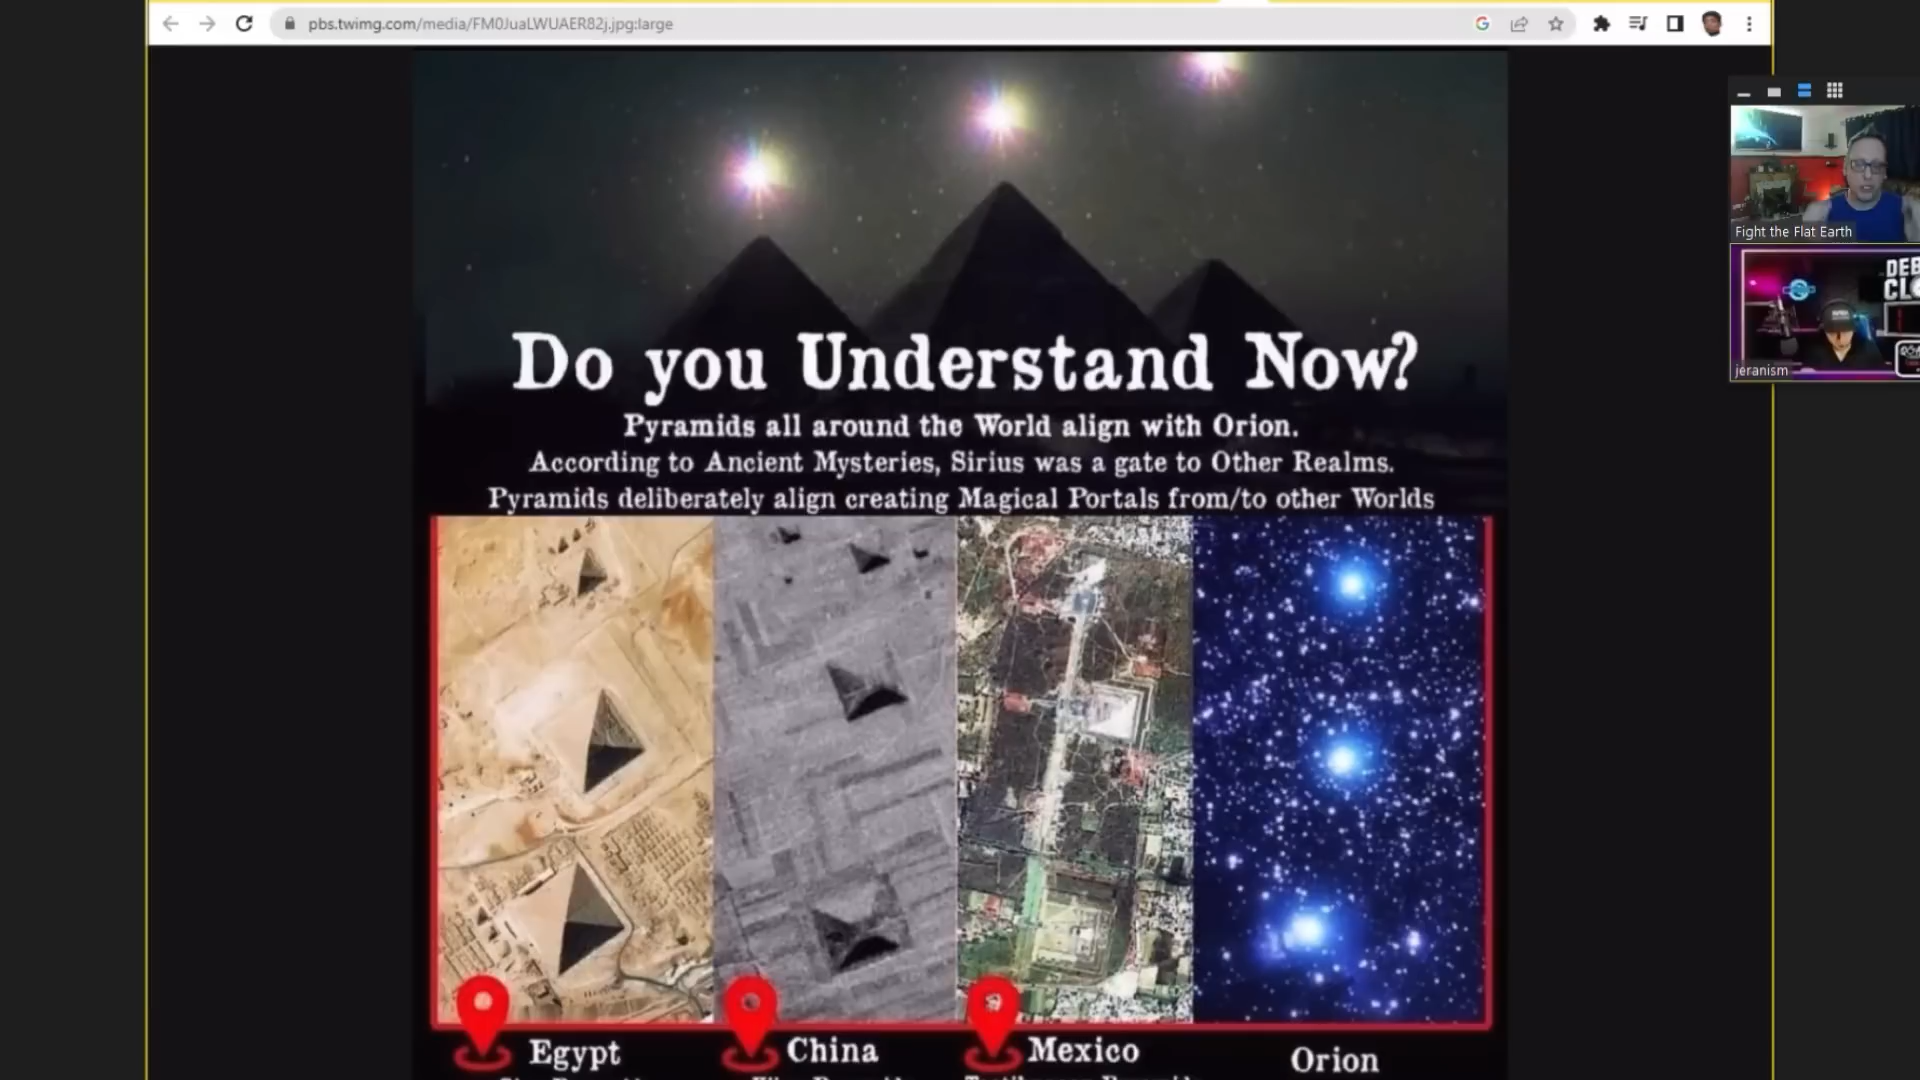 pbs.twimg.com/media/FM0JuaLWUAER82j.jpg:large
Fight the Flat Earth
DEB
CL
jeranism
Do you Understand Now?
Pyramids all around the World align with Orion.
According to Ancient Mysteries, Sirius was a gate to Other Realms.
Pyramids deliberately align creating Magical Portals from/to other Worlds
Egypt
China
Mexico
Orion